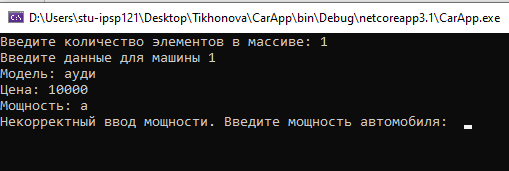 D:\Users\stu-ipsp121\Desktop\Tikhonova\CarApp\bin\Debug\netcoreapp3.1\CarApp.exe
Введите количество элементов в массиве: 1
Введите данные для машины 1
Модель: ауди
Цена: 10000
Мощность: а
Некорректный ввод мощности. Введите мощность автомобиля: